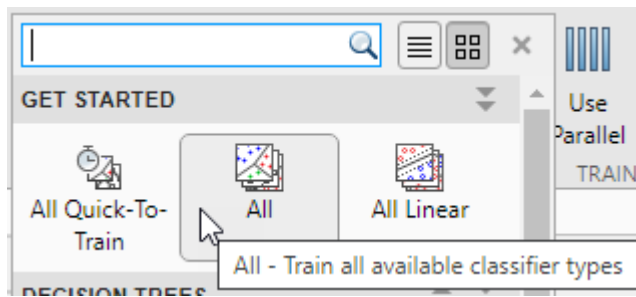 GET STARTED
Use
Parallel
TRAIN
All Quick-To-
Train
All
All Linear
All - Train all available classifier types
DECISION TREES